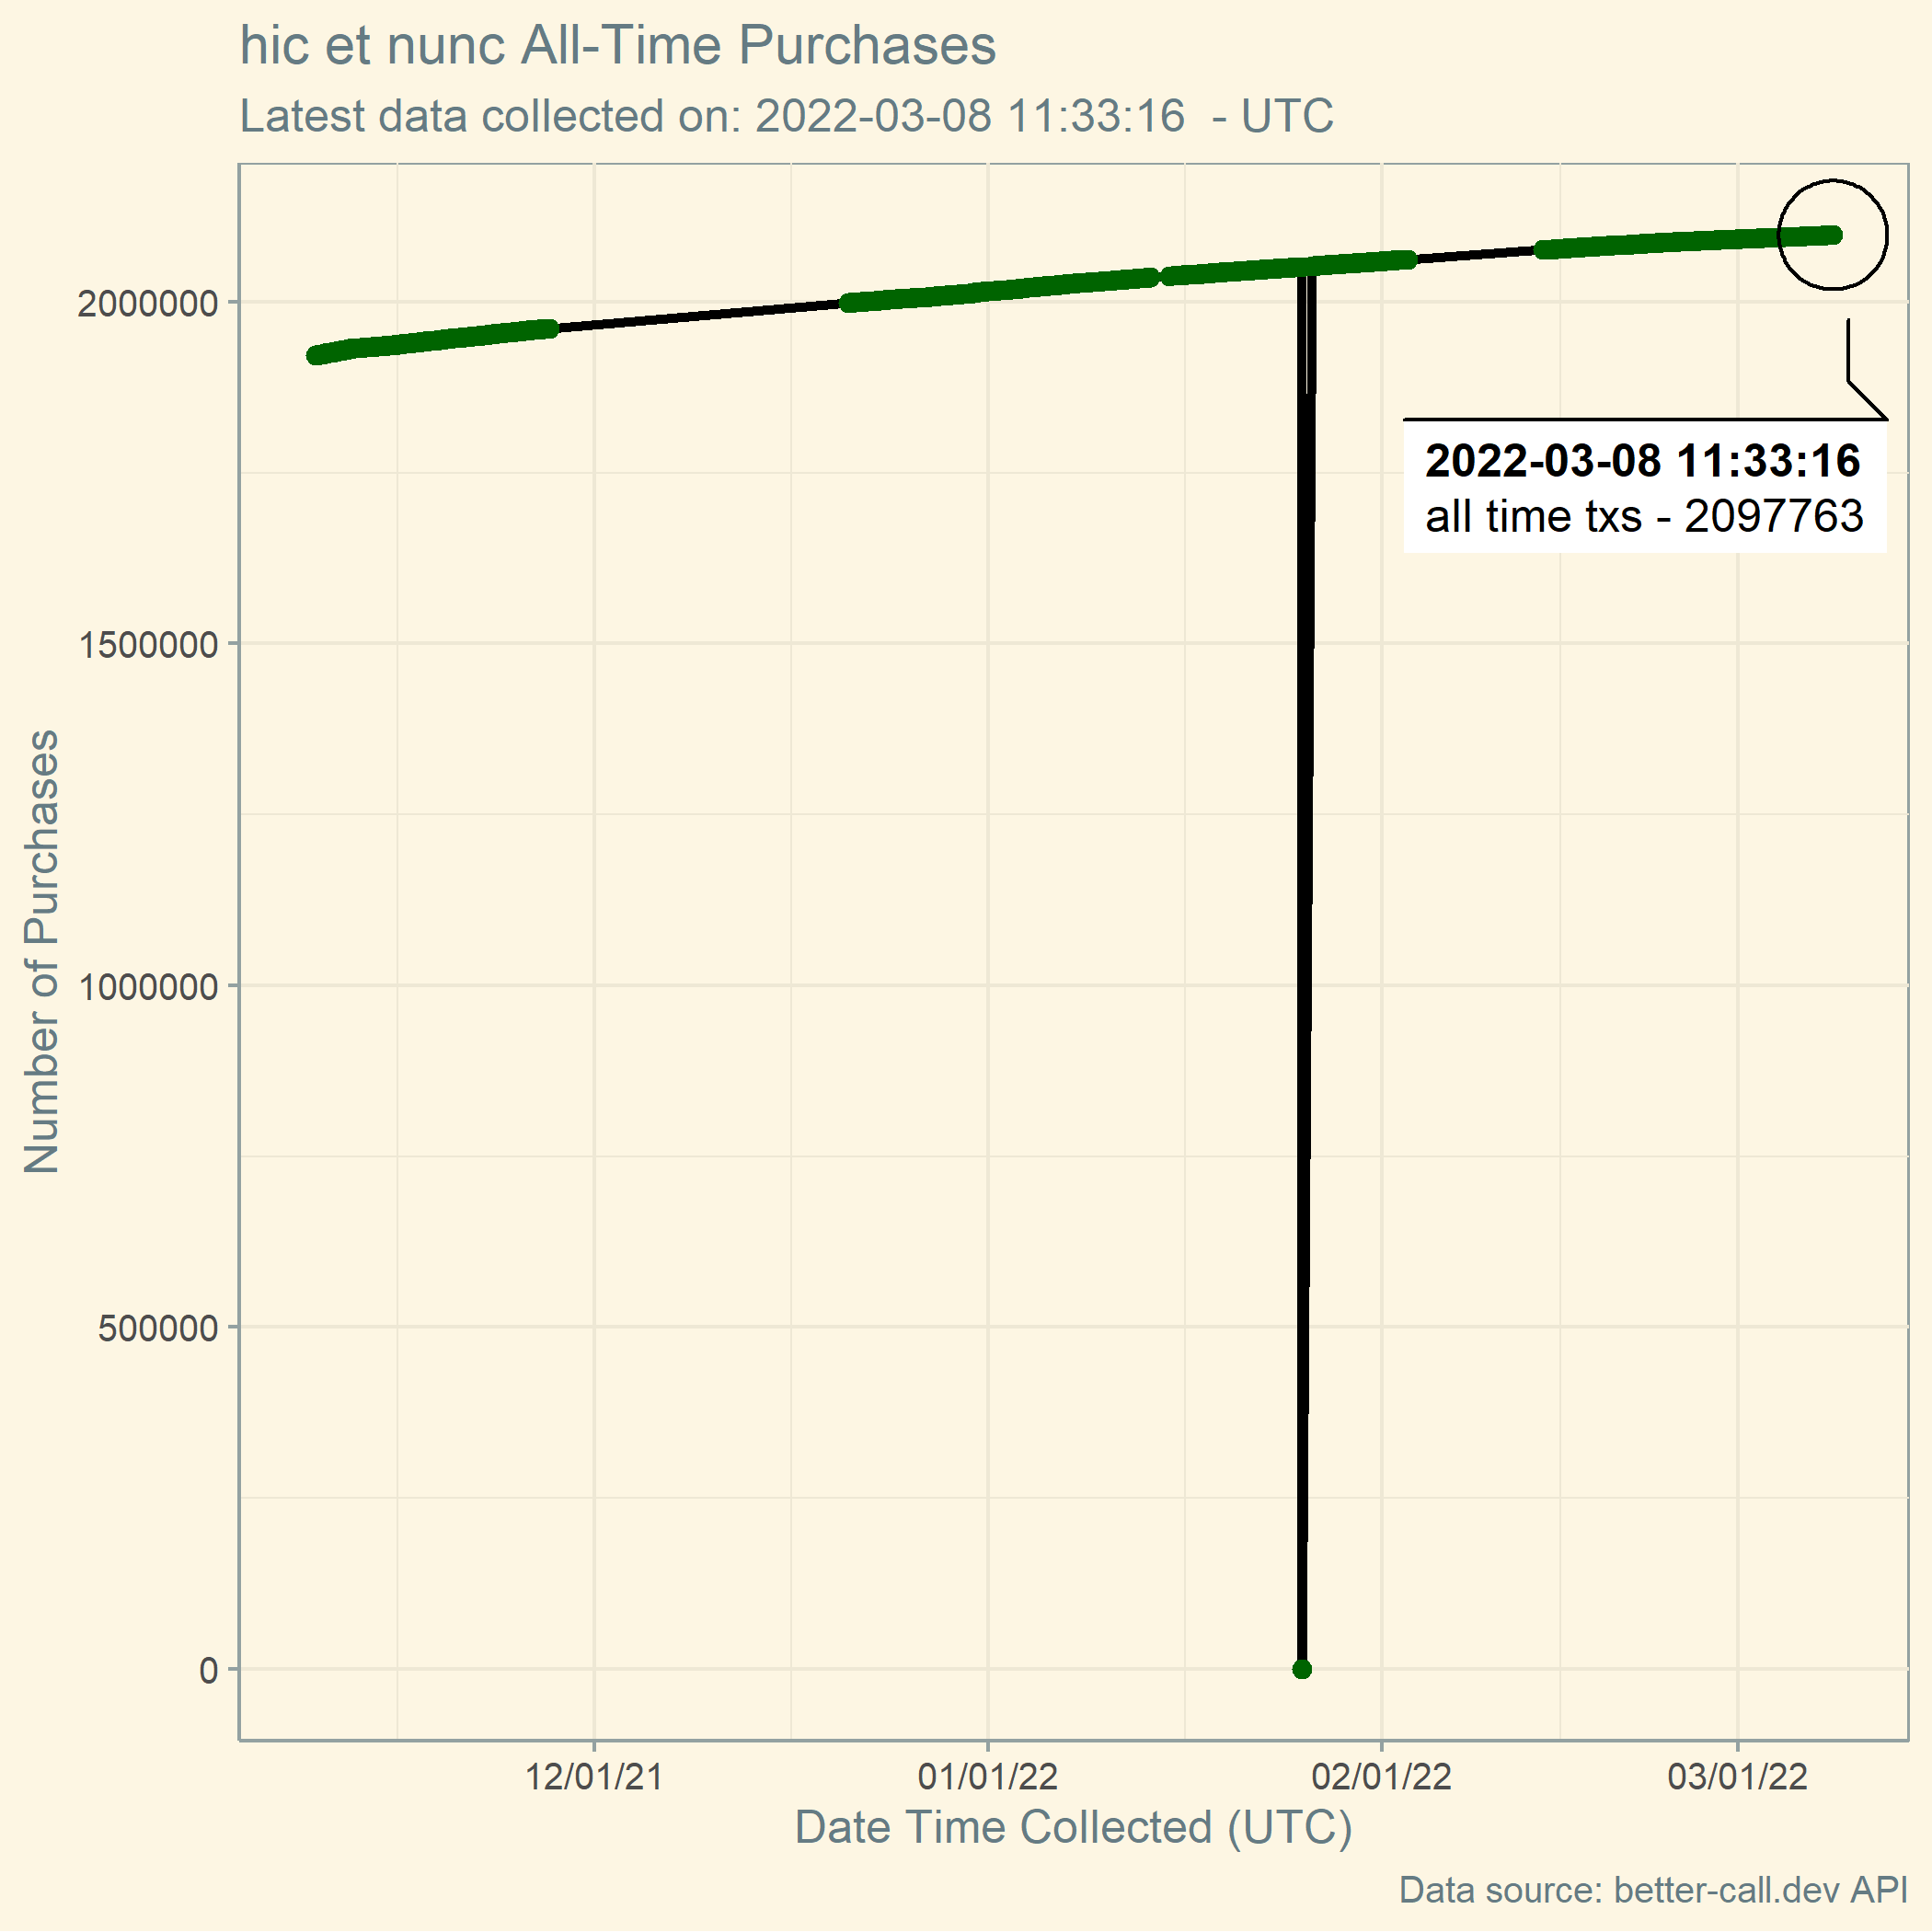 hic et nunc All-Time Purchases
Latest data collected on: 2022-03-08 11:33:16  - UTC
2022-03-08 11:33:16
all time txs - 2097763
Number of Purchases
2000000
1500000
1000000
500000
0
12/01/21
01/01/22
02/01/22
03/01/22
Date Time Collected (UTC)
Data source: better-call.dev API